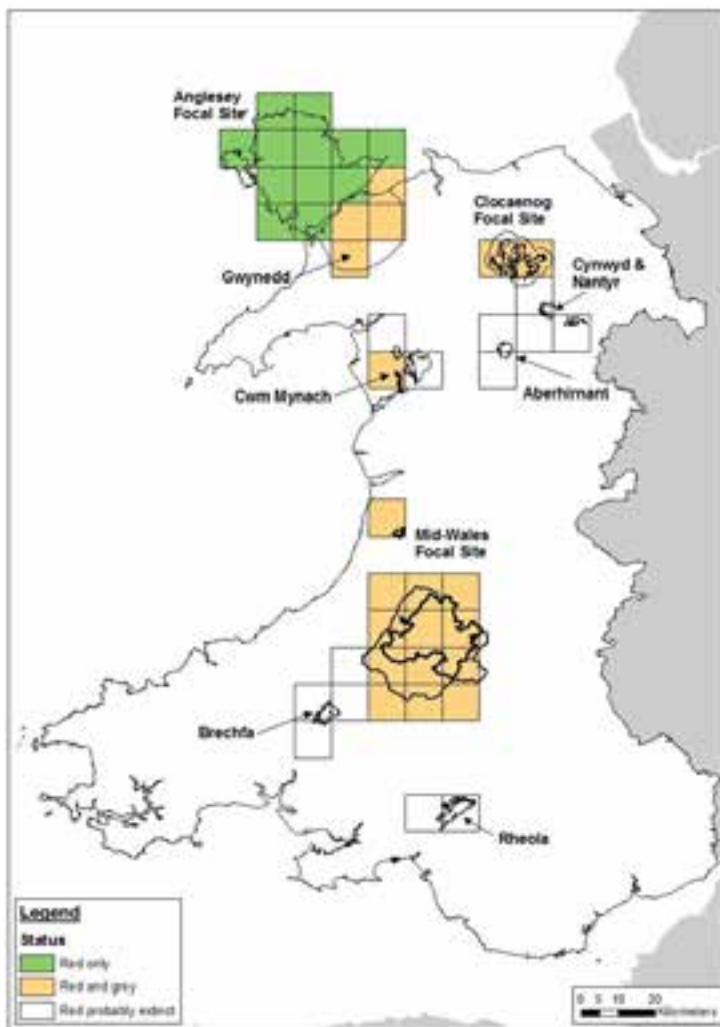 Anglesey
Focal Site
Clocaenog
Focal Site
Cynwyd &
Nantyr
Gwynedd
Cwm Mynach
Aberhirnant
Mid-Wales
Focal Site
Brechfa
Rheola
Legend
Status
Red only
Red and grey
Red probably extinct
0 5 10 20
Kilometers